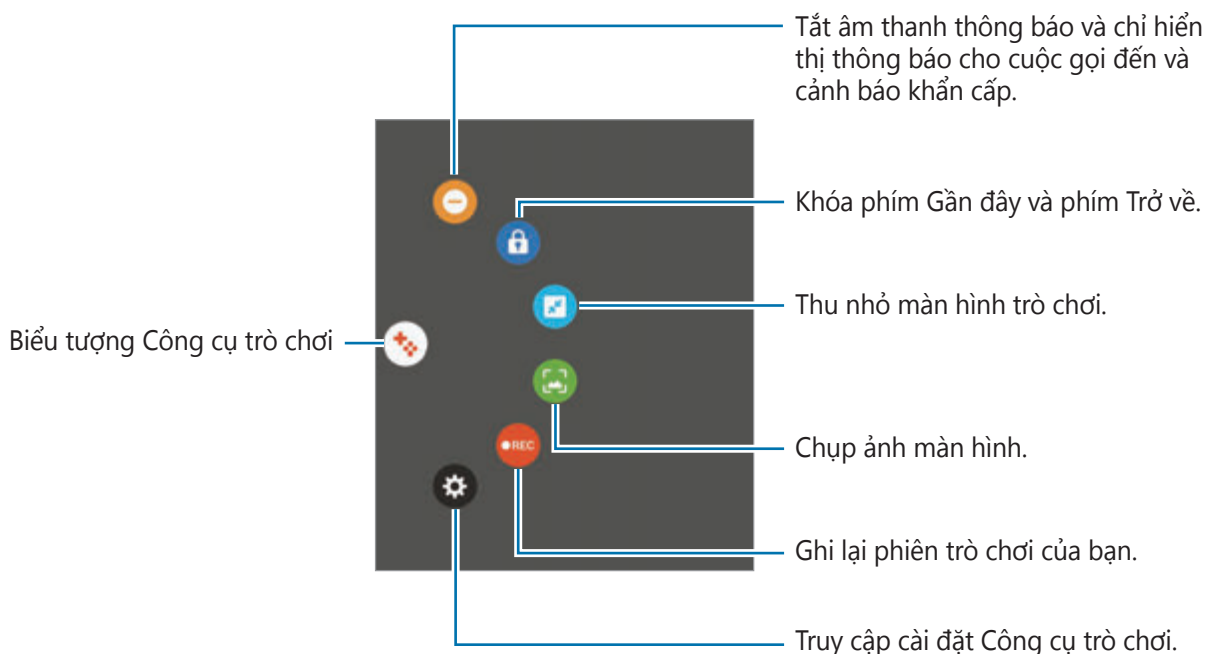 Tắt âm thanh thông báo và chỉ hiển
thị thông báo cho cuộc gọi đến và
cảnh báo khẩn cấp.
Khóa phím Gần đây và phím Trở về.
Thu nhỏ màn hình trò chơi.
Biểu tượng Công cụ trò chơi
Chụp ảnh màn hình.
REC
Ghi lại phiên trò chơi của bạn.
Truy cập cài đặt Công cụ trò chơi.